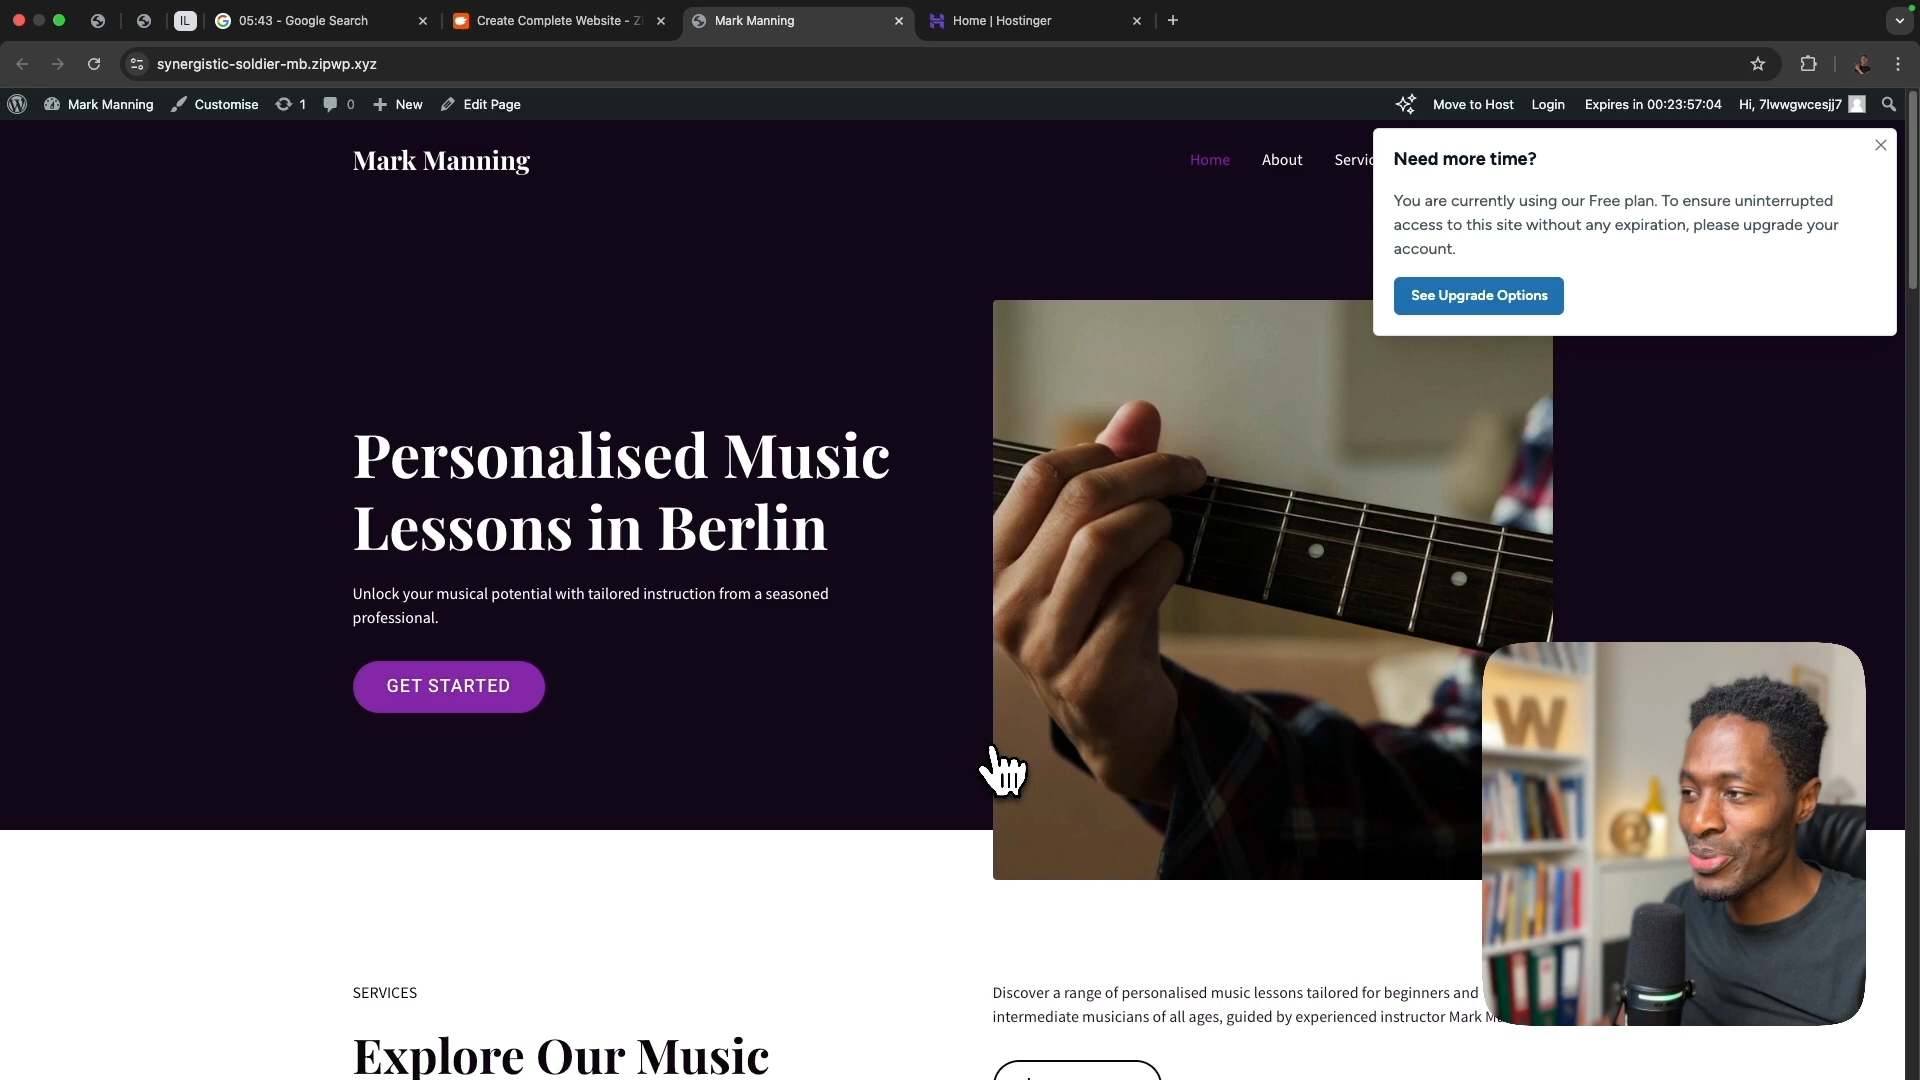 IL
05:43 - Google Search
Create Complete Website - Zi
Mark Manning
Home | Hostinger
synergistic-soldier-mb.zipwp.xyz
Mark Manning
Customise
1
0
New
Edit Page
Move to Host
Login
Expires in 00:23:57:04
Hi, 7lwwgwcesjj7
Mark Manning
Home
About
Servic
Need more time?
You are currently using our Free plan. To ensure uninterrupted
access to this site without any expiration, please upgrade your
account.
See Upgrade Options
Personalised Music
Lessons in Berlin
Unlock your musical potential with tailored instruction from a seasoned
professional.
GET STARTED
W
SERVICES
Explore Our Music
Discover a range of personalised music lessons tailored for beginners and
intermediate musicians of all ages, guided by experienced instructor Mark M